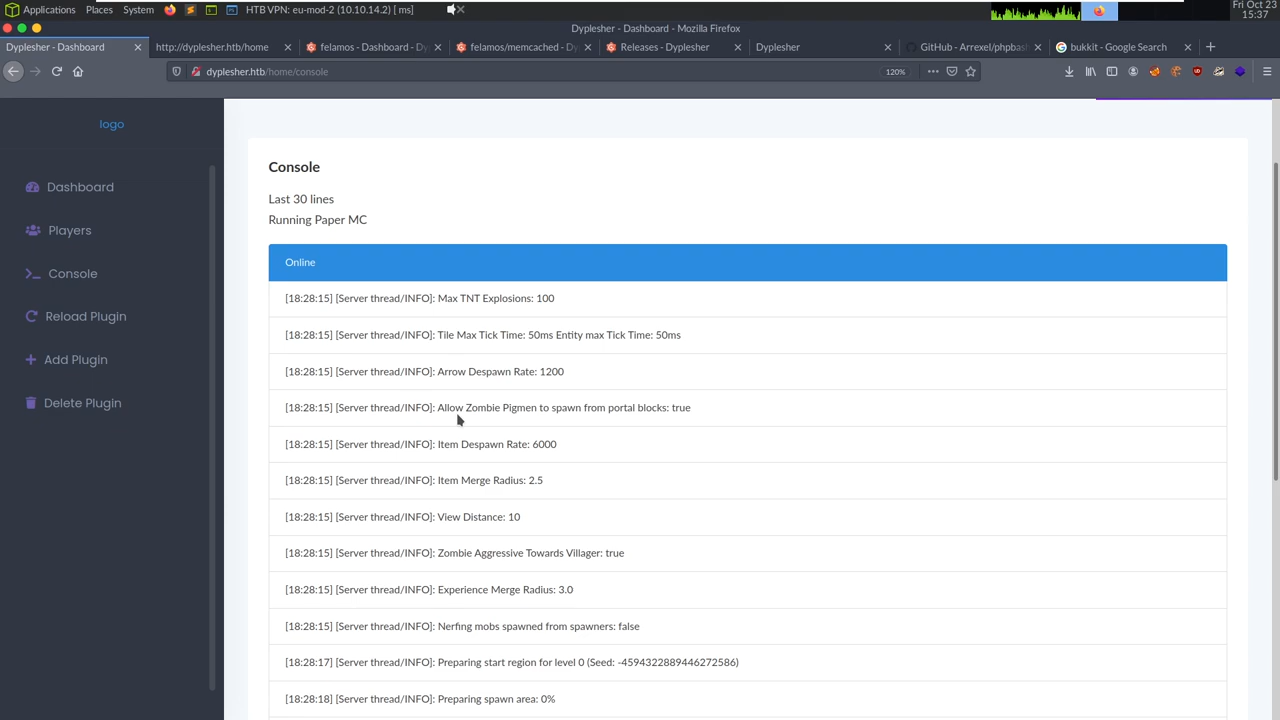 Applications Places System HTB VPN: eu-mod-2 (10.10.14.2) [ms] Fri Oct 23
15:37
Dyplesher - Dashboard - Mozilla Firefox
Dyplesher - Dashboard × http://dyplesher.htb/home × felamos - Dashboard - Dy × felamos/memcached - Dy × Releases - Dyplesher × Dyplesher × GitHub - Arrexel/phpbas × bukkit - Google Search × +
dyplesher.htb/home/console 120%
logo
Dashboard
Players
Console
Reload Plugin
Add Plugin
Delete Plugin
Console
Last 30 lines
Running Paper MC
Online
[18:28:15] [Server thread/INFO]: Max TNT Explosions: 100
[18:28:15] [Server thread/INFO]: Tile Max Tick Time: 50ms Entity max Tick Time: 50ms
[18:28:15] [Server thread/INFO]: Arrow Despawn Rate: 1200
[18:28:15] [Server thread/INFO]: Allow Zombie Pigmen to spawn from portal blocks: true
[18:28:15] [Server thread/INFO]: Item Despawn Rate: 6000
[18:28:15] [Server thread/INFO]: Item Merge Radius: 2.5
[18:28:15] [Server thread/INFO]: View Distance: 10
[18:28:15] [Server thread/INFO]: Zombie Aggressive Towards Villager: true
[18:28:15] [Server thread/INFO]: Experience Merge Radius: 3.0
[18:28:15] [Server thread/INFO]: Nerfing mobs spawned from spawners: false
[18:28:17] [Server thread/INFO]: Preparing start region for level 0 (Seed: -4594322889446272586)
[18:28:18] [Server thread/INFO]: Preparing spawn area: 0%